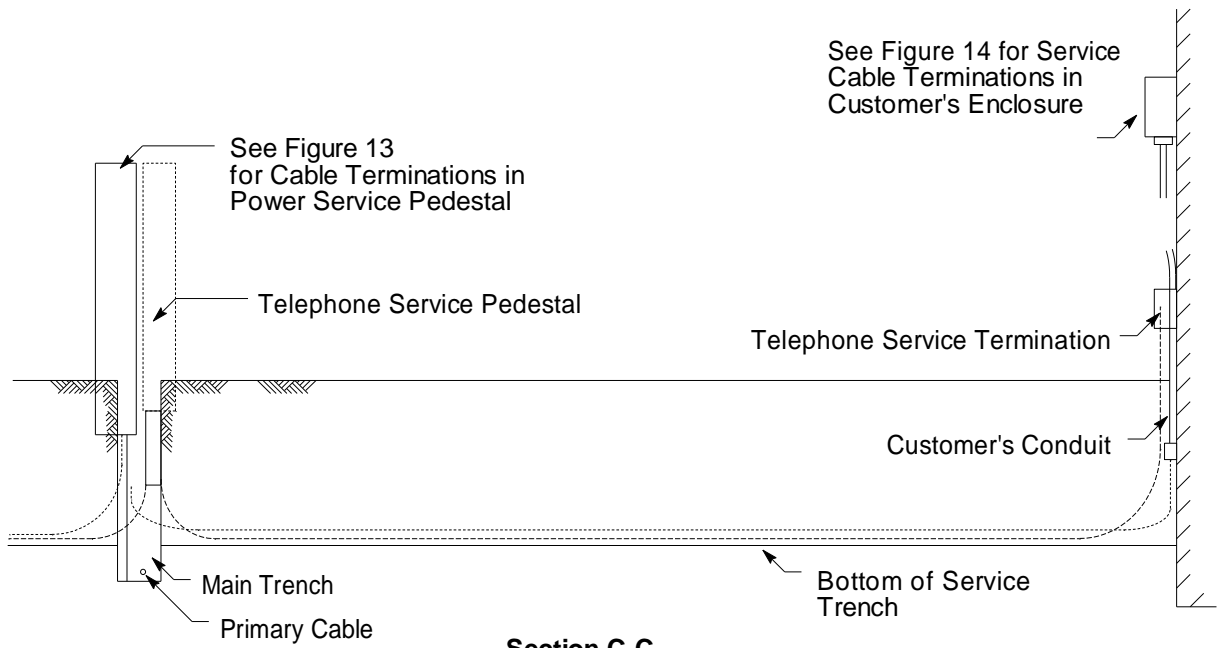 See Figure 14 for Service
Cable Terminations in
Customer's Enclosure
See Figure 13
for Cable Terminations in
Power Service Pedestal
Telephone Service Pedestal
Telephone Service Termination
Customer's Conduit
Main Trench
Bottom of Service
Trench
Primary Cable
Section C-C